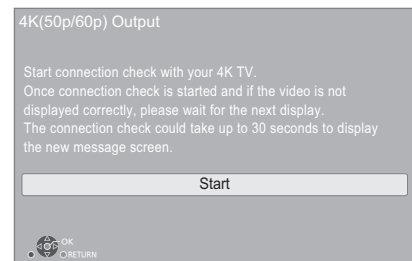 4K(50p/60p) Output
Start connection check with your 4K TV.
Once connection check is started and if the video is not
displayed correctly, please wait for the next display.
The connection check could take up to 30 seconds to display
the new message screen.
Start
OK
RETURN